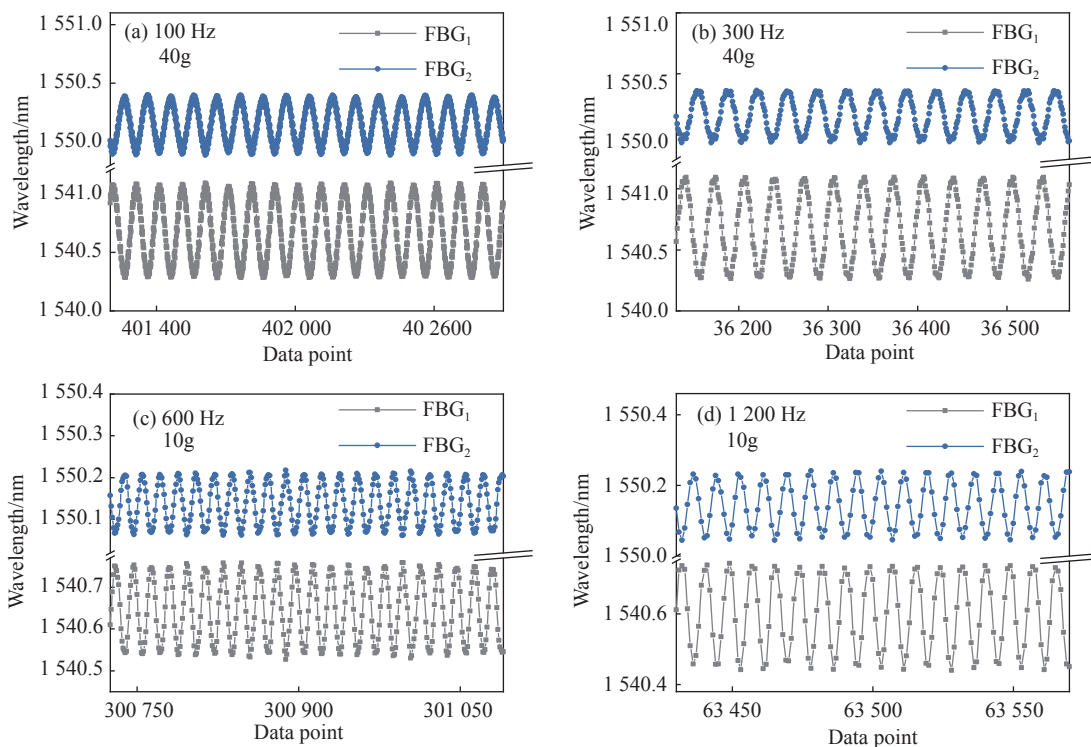 (a) 100 Hz
40g
FBG₁
FBG₂
1 551.0
1 550.5
1 550.0
1 541.0
1 540.5
1 540.0
Wavelength/nm
401 400
402 000
40 2600
Data point
(b) 300 Hz
40g
FBG₁
FBG₂
1 551.0
1 550.5
1 550.0
1 541.0
1 540.5
1 540.0
Wavelength/nm
36 200
36 300
36 400
36 500
Data point
(c) 600 Hz
10g
FBG₁
FBG₂
1 550.4
1 550.3
1 550.2
1 550.1
1 540.7
1 540.6
1 540.5
Wavelength/nm
300 750
300 900
301 050
Data point
(d) 1 200 Hz
10g
FBG₁
FBG₂
1 550.4
1 550.2
1 550.0
1 540.6
1 540.4
Wavelength/nm
63 450
63 500
63 550
Data point